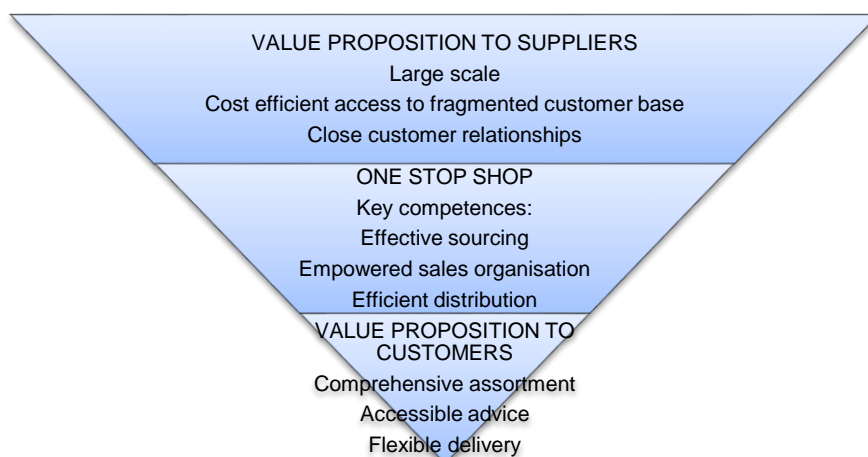 VALUE PROPOSITION TO SUPPLIERS
Large scale
Cost efficient access to fragmented customer base
Close customer relationships
ONE STOP SHOP
Key competences:
Effective sourcing
Empowered sales organisation
Efficient distribution
VALUE PROPOSITION TO
CUSTOMERS
Comprehensive assortment
Accessible advice
Flexible delivery